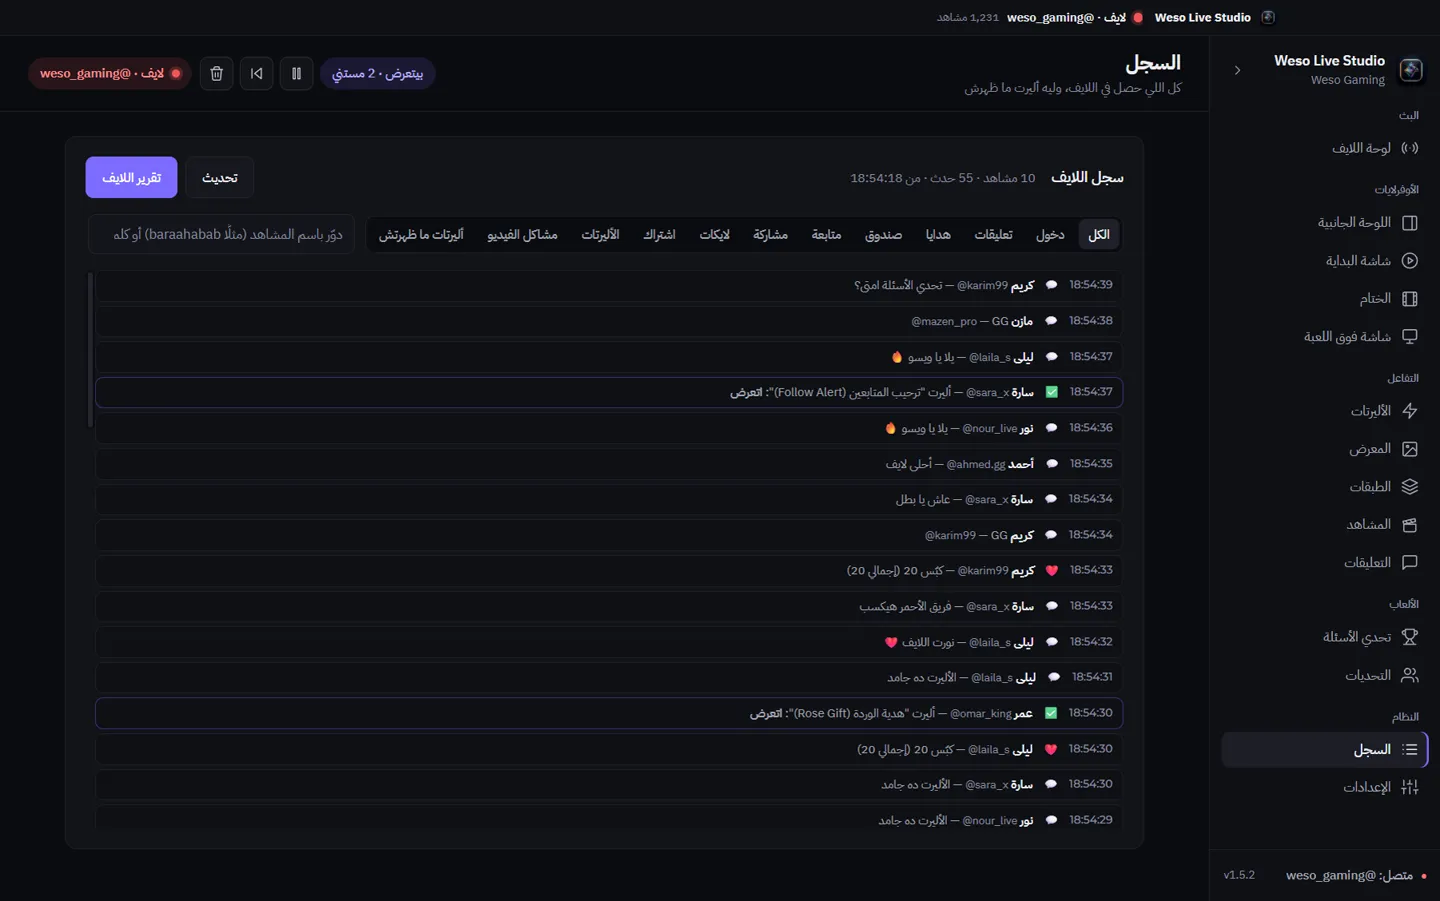 Weso Live Studio
لايف · @weso_gaming
1,231 مشاهد
Weso Live Studio
Weso Gaming
البث
لوحة اللايف
الأوفرلايات
اللوحة الجانبية
شاشة البداية
الختام
شاشة فوق اللعبة
التفاعل
الأليرتات
المعرض
الطبقات
المشاهد
التعليقات
الألعاب
تحدي الأسئلة
التحديات
النظام
السجل
الإعدادات
متصل: @weso_gaming
v1.5.2
السجل
كل اللي حصل في اللايف، وليه أليرت ما ظهرش
بيتعرض · 2 مستني
لايف · @weso_gaming
سجل اللايف
10 مشاهد · 55 حدث · من 18:54:18
تحديث
تقرير اللايف
الكل
دخول
تعليقات
هدايا
صندوق
متابعة
مشاركة
لايكات
اشتراك
الأليرتات
مشاكل الفيديو
أليرتات ما ظهرتش
دوّر باسم المشاهد (مثلًا baraahabab) أو كلم
18:54:39 💬 كريم @karim99 — تحدي الأسئلة امتى؟
18:54:38 💬 مازن @mazen_pro — GG
18:54:37 💬 ليلى @laila_s — يلا يا ويسو 🔥
18:54:37 ✅ سارة @sara_x — أليرت "ترحيب المتابعين (Follow Alert)": اتعرض
18:54:36 💬 نور @nour_live — يلا يا ويسو 🔥
18:54:35 💬 أحمد @ahmed.gg — أحلى لايف
18:54:34 💬 سارة @sara_x — عاش يا بطل
18:54:34 💬 كريم @karim99 — GG
18:54:33 ❤️ كريم @karim99 — كبّس 20 (إجمالي 20)
18:54:33 💬 سارة @sara_x — فريق الأحمر هيكسب
18:54:32 💬 ليلى @laila_s — نورت اللايف ❤️
18:54:31 💬 ليلى @laila_s — الأليرت ده جامد
18:54:30 ✅ عمر @omar_king — أليرت "هدية الوردة (Rose Gift)": اتعرض
18:54:30 ❤️ ليلى @laila_s — كبّس 20 (إجمالي 20)
18:54:30 💬 سارة @sara_x — الأليرت ده جامد
18:54:29 💬 نور @nour_live — الأليرت ده جامد